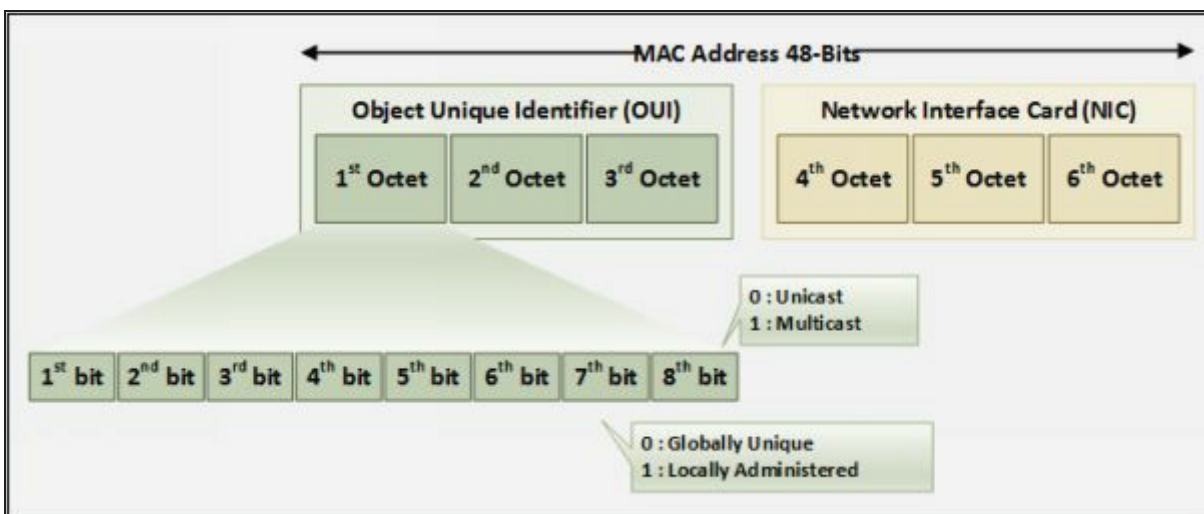 MAC Address 48-Bits
Object Unique Identifier (OUI)
Network Interface Card (NIC)
1st Octet
2nd Octet
3rd Octet
4th Octet
5th Octet
6th Octet
0 : Unicast
1 : Multicast
1st bit
2nd bit
3rd bit
4th bit
5th bit
6th bit
7th bit
8th bit
0 : Globally Unique
1 : Locally Administered